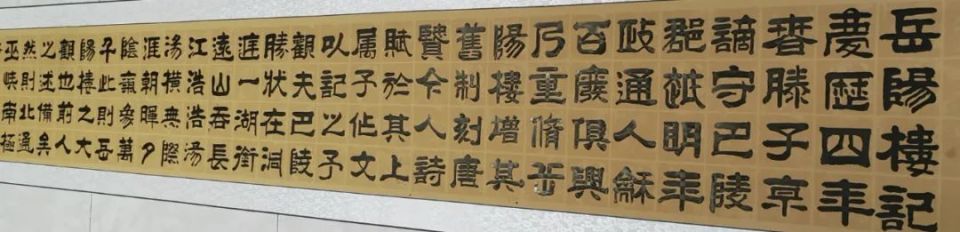 岳陽樓記
慶歷四年
春滕子京
謫守巴陵
郡越明年
政通人龢
百廢俱興
乃重脩岳
陽樓增其
舊制刻唐
賢今人詩
賦於其上
属予作文
以記之予
觀夫巴陵
勝狀在洞
庭一湖銜
遠山吞長
江浩浩湯
湯橫無際
涯朝暉夕
陰氣象萬
千此則岳
陽樓之大
觀也前人
之述備矣
然則北通
巫峽南極